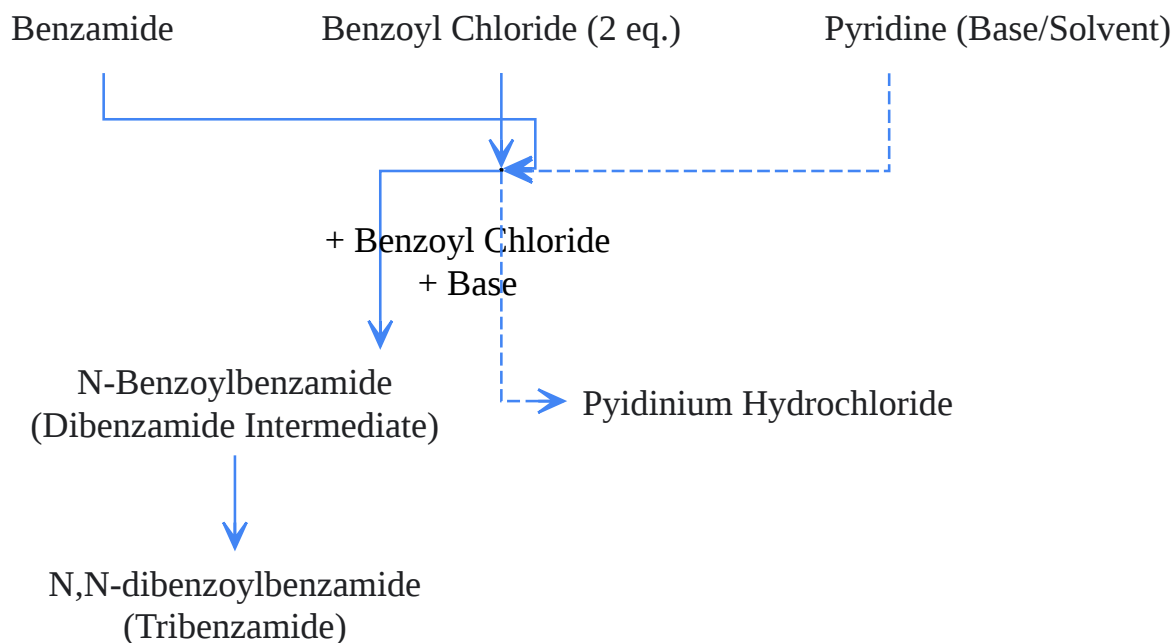 Benzamide
Benzoyl Chloride (2 eq.)
Pyridine (Base/Solvent)
+ Benzoyl Chloride
+ Base
N-Benzoylbenzamide
(Dibenzamide Intermediate)
Pyidinium Hydrochloride
N,N-dibenzoylbenzamide
(Tribenzamide)